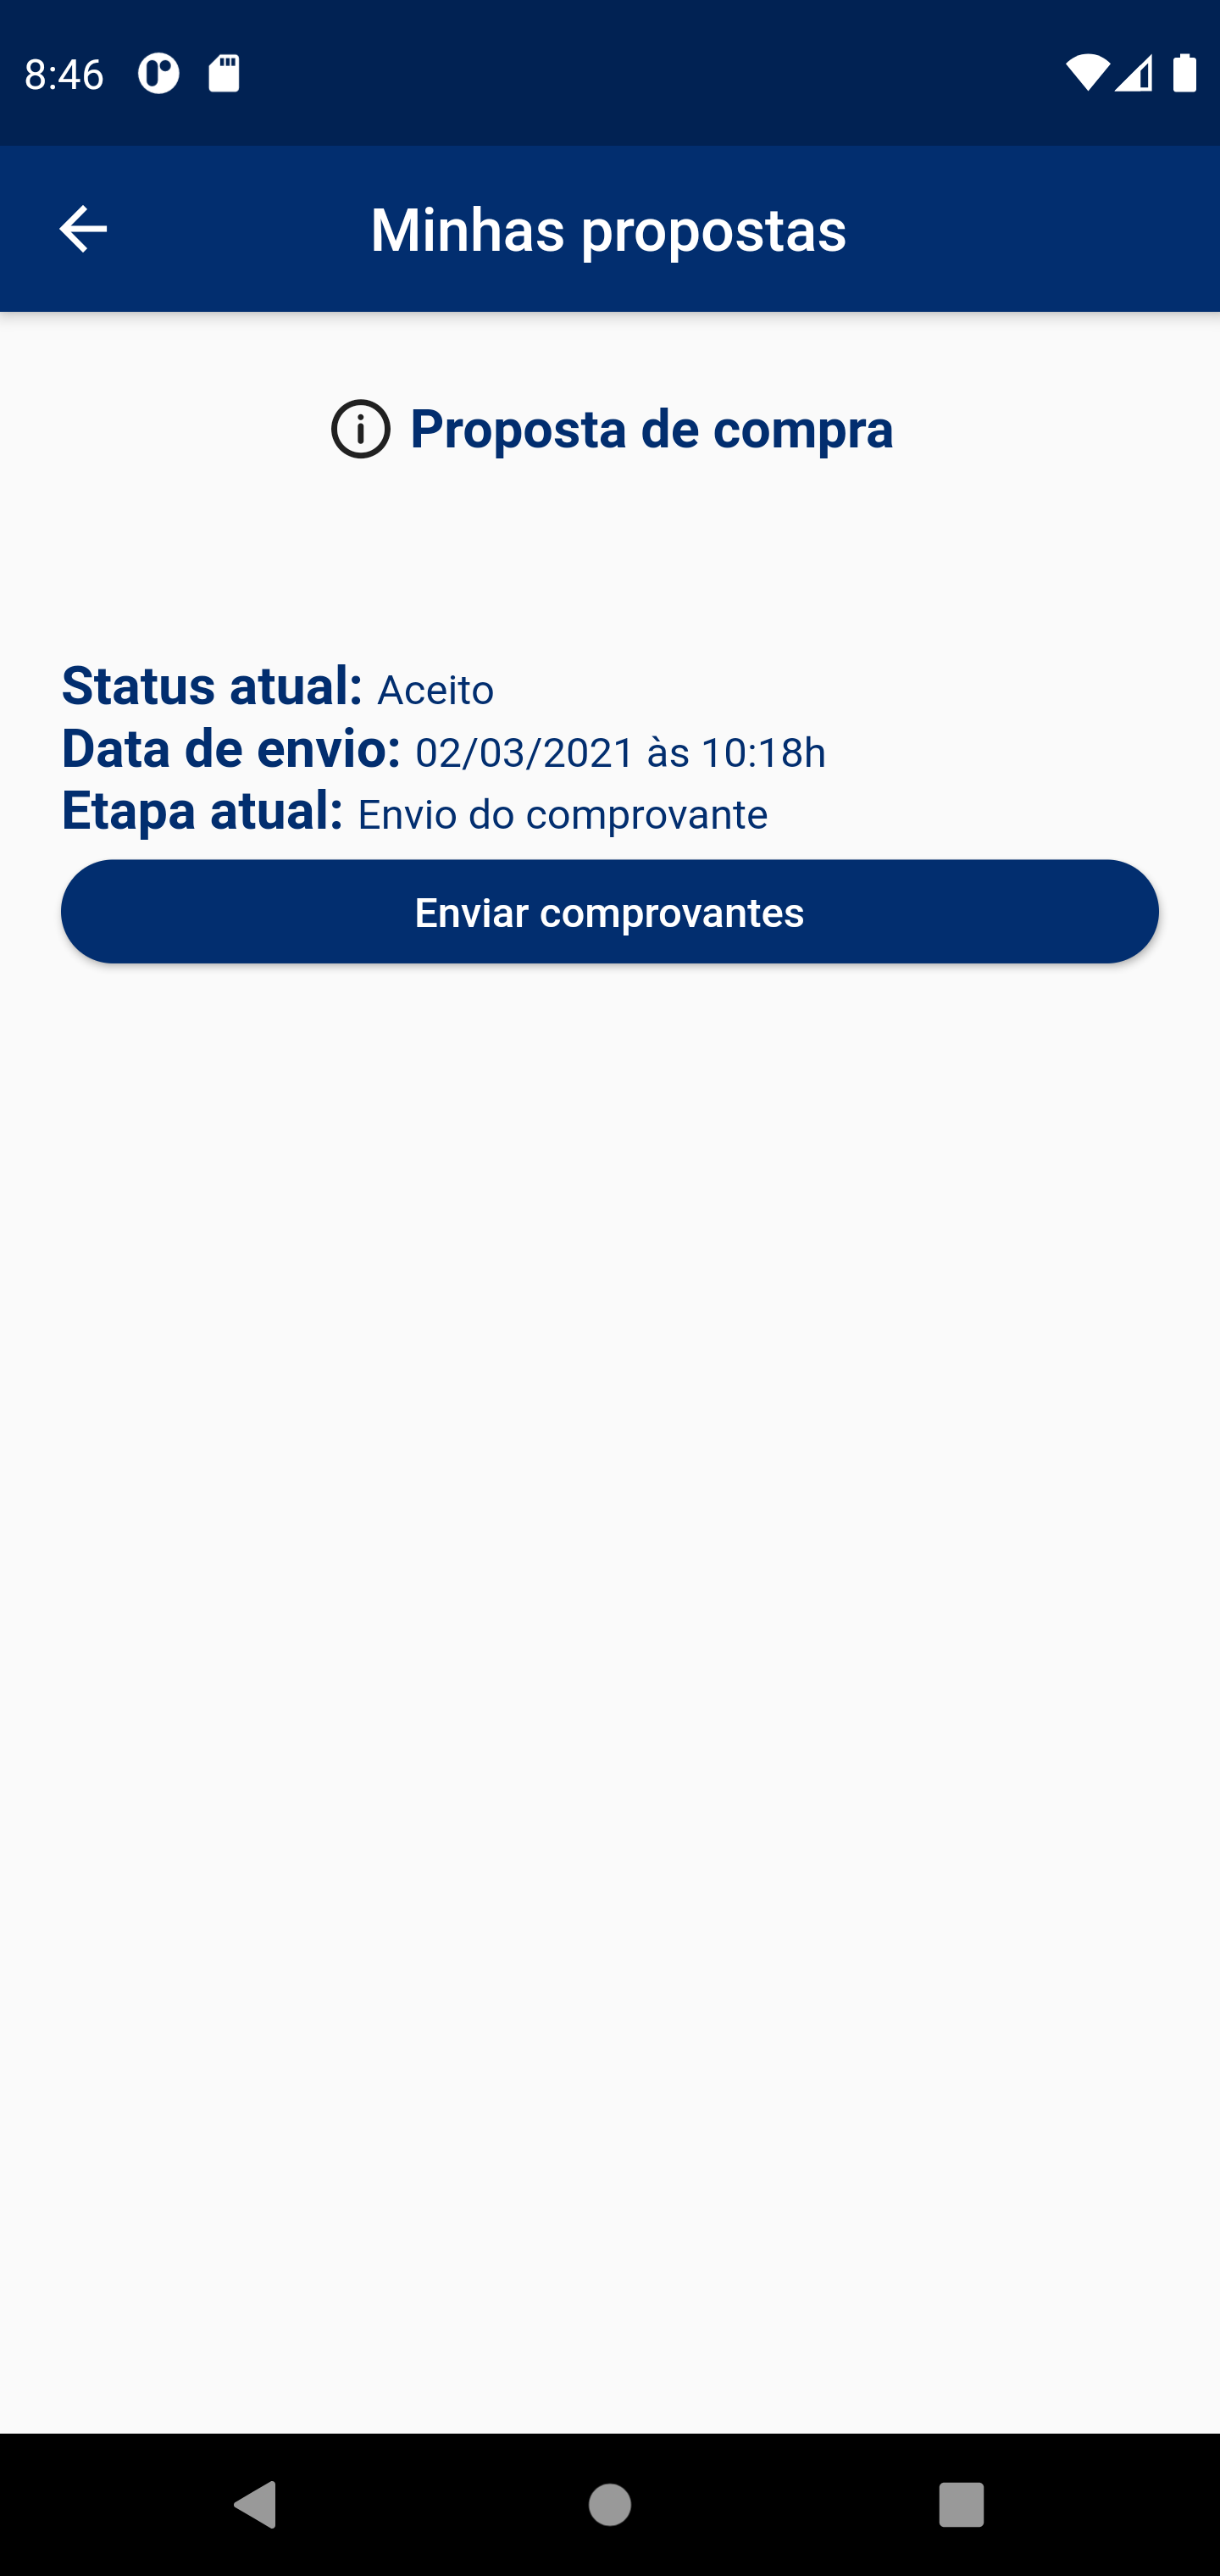 8:46
Minhas propostas
Proposta de compra
Status atual: Aceito
Data de envio: 02/03/2021 às 10:18h
Etapa atual: Envio do comprovante
Enviar comprovantes